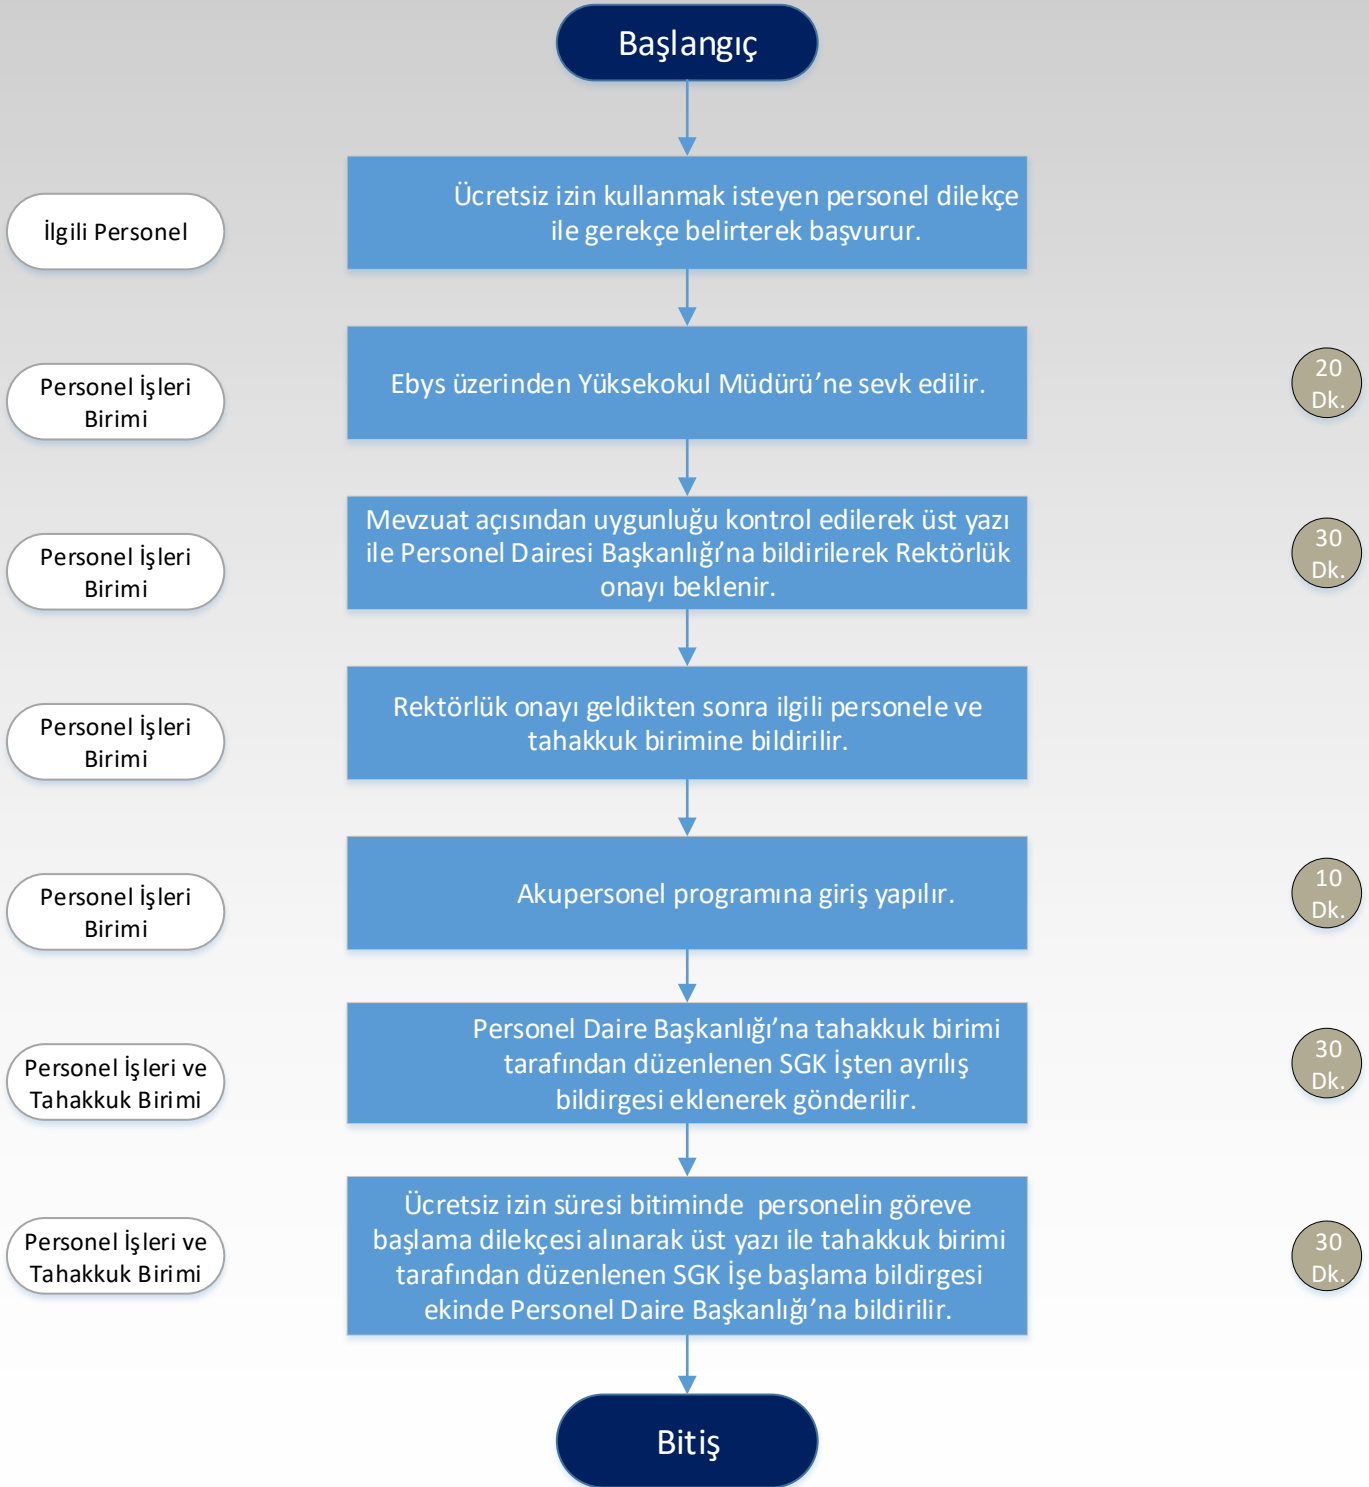 Başlangıç
İlgili Personel
Ücretsiz izin kullanmak isteyen personel dilekçe
ile gerekçe belirterek başvurur.
Personel İşleri
Birimi
Ebys üzerinden Yüksekokul Müdürü’ne sevk edilir.
20
Dk.
Personel İşleri
Birimi
Mevzuat açısından uygunluğu kontrol edilerek üst yazı
ile Personel Dairesi Başkanlığı’na bildirilerek Rektörlük
onayı beklenir.
30
Dk.
Personel İşleri
Birimi
Rektörlük onayı geldikten sonra ilgili personele ve
tahakkuk birimine bildirilir.
Personel İşleri
Birimi
Akupersonel programına giriş yapılır.
10
Dk.
Personel İşleri ve
Tahakkuk Birimi
Personel Daire Başkanlığı’na tahakkuk birimi
tarafından düzenlenen SGK İşten ayrılış
bildirgesi eklenerek gönderilir.
30
Dk.
Personel İşleri ve
Tahakkuk Birimi
Ücretsiz izin süresi bitiminde  personelin göreve
başlama dilekçesi alınarak üst yazı ile tahakkuk birimi
tarafından düzenlenen SGK İşe başlama bildirgesi
ekinde Personel Daire Başkanlığı’na bildirilir.
30
Dk.
Bitiş